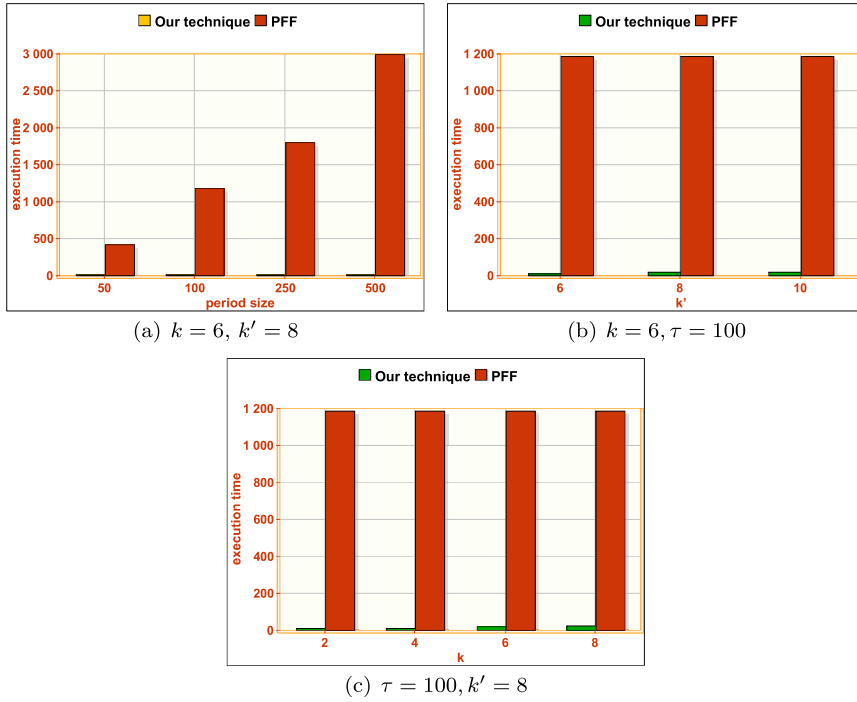 Our technique PFF
3 000
2 500
2 000
1 500
1 000
500
0
execution time
50 100 250 500
period size
(a) k = 6, k′ = 8
Our technique PFF
1 200
1 000
800
600
400
200
0
execution time
6 8 10
k'
(b) k = 6, τ = 100
Our technique PFF
1 200
1 000
800
600
400
200
0
execution time
2 4 6 8
k
(c) τ = 100, k′ = 8